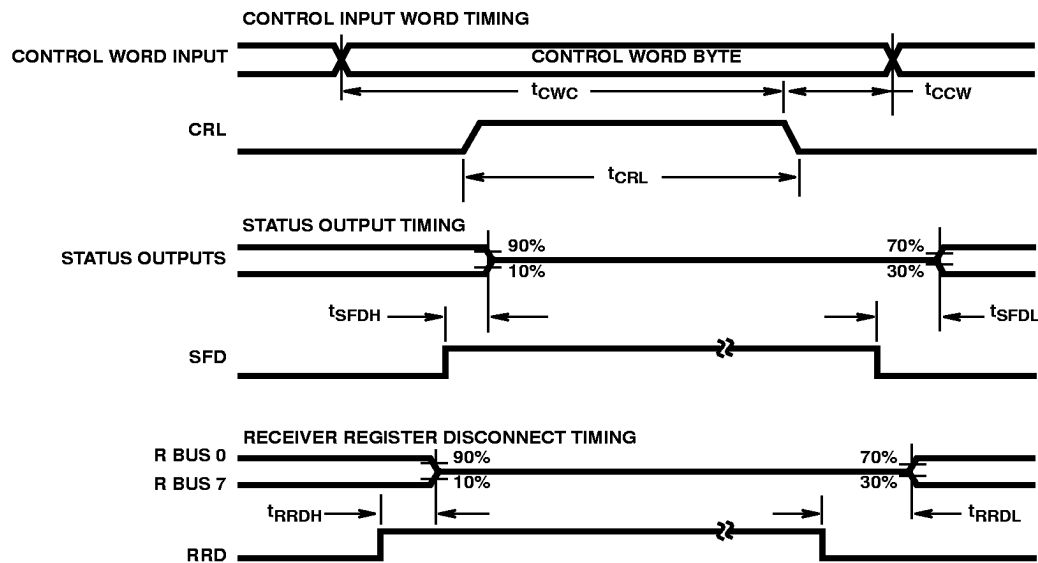 CONTROL INPUT WORD TIMING
CONTROL WORD INPUT
CONTROL WORD BYTE
tCWC
tCCW
CRL
tCRL
STATUS OUTPUT TIMING
STATUS OUTPUTS
90%
10%
70%
30%
tSFDH
tSFDL
SFD
RECEIVER REGISTER DISCONNECT TIMING
R BUS 0
R BUS 7
90%
10%
70%
30%
tRRDH
tRRDL
RRD